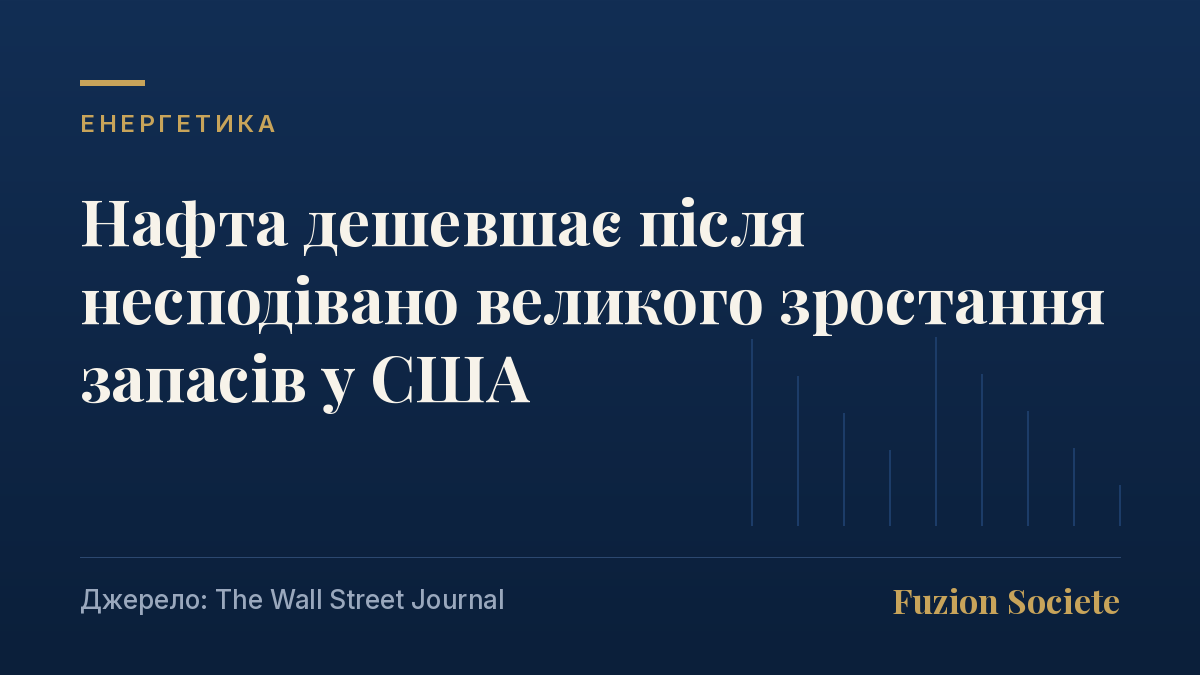 ЕНЕРГЕТИКА
Нафта дешевшає після
несподівано великого зростання
запасів у США
Джерело: The Wall Street Journal
Fuzion Societe